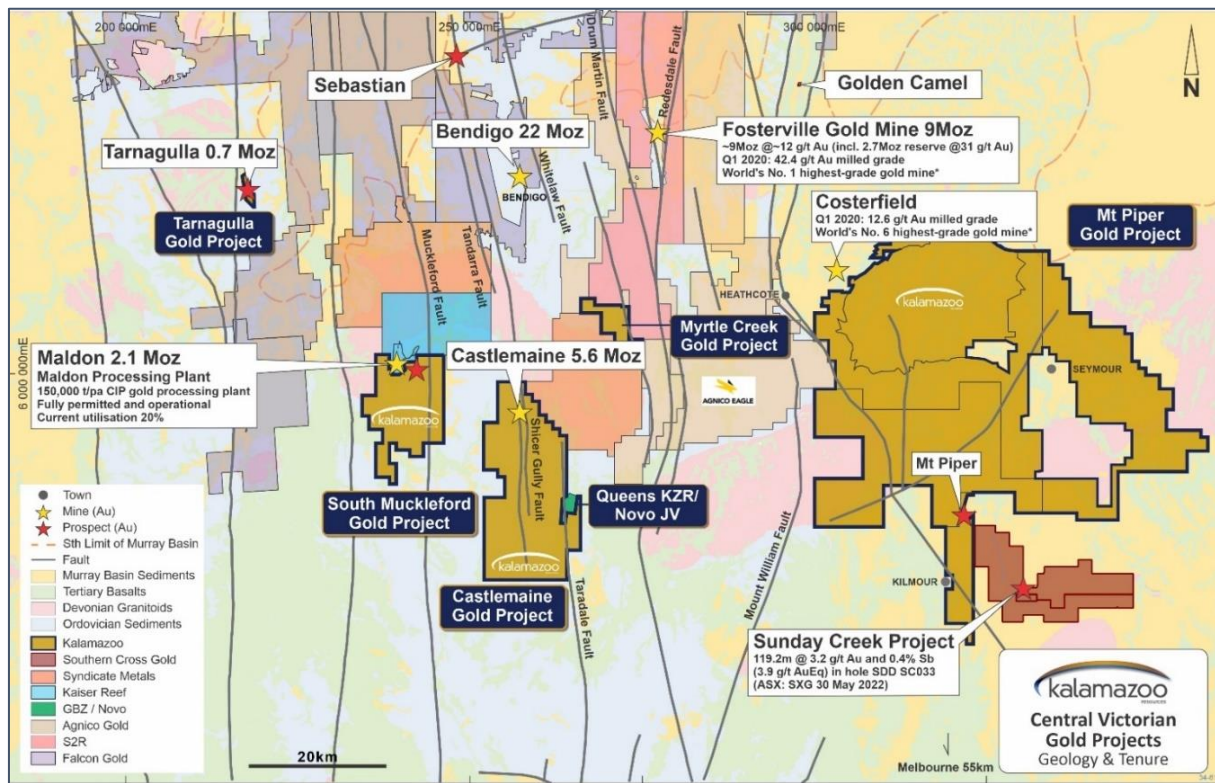 200 000mE
250 000mE
300 000mE
6 000 000mE
N
Sebastian
Golden Camel
Bendigo 22 Moz
BENDIGO
Tarnagulla 0.7 Moz
Tarnagulla
Gold Project
Fosterville Gold Mine 9Moz
~9Moz @~12 g/t Au (incl. 2.7Moz reserve @31 g/t Au)
Q1 2020: 42.4 g/t Au milled grade
World's No. 1 highest-grade gold mine*
Costerfield
Q1 2020: 12.6 g/t Au milled grade
World's No. 6 highest-grade gold mine*
Mt Piper
Gold Project
Drum Martin Fault
Redesdale Fault
Whitelaw Fault
Tandarra Fault
Muckleford Fault
HEATHCOTE
kalamazoo
Myrtle Creek
Gold Project
Maldon 2.1 Moz
Maldon Processing Plant
150,000 t/pa CIP gold processing plant
Fully permitted and operational
Current utilisation 20%
Castlemaine 5.6 Moz
AGNICO EAGLE
SEYMOUR
kalamazoo
Shicer Gully Fault
Mt Piper
South Muckleford
Gold Project
Queens KZR/
Novo JV
kalamazoo
Castlemaine
Gold Project
Taradale Fault
Mount William Fault
KILMOUR
Sunday Creek Project
119.2m @ 3.2 g/t Au and 0.4% Sb
(3.9 g/t AuEq) in hole SDD SC033
(ASX: SXG 30 May 2022)
Town
Mine (Au)
Prospect (Au)
Sth Limit of Murray Basin
Fault
Murray Basin Sediments
Tertiary Basalts
Devonian Granitoids
Ordovician Sediments
Kalamazoo
Southern Cross Gold
Syndicate Metals
Kaiser Reef
GBZ / Novo
Agnico Gold
S2R
Falcon Gold
20km
Melbourne 55km
kalamazoo
resources
Central Victorian
Gold Projects
Geology & Tenure